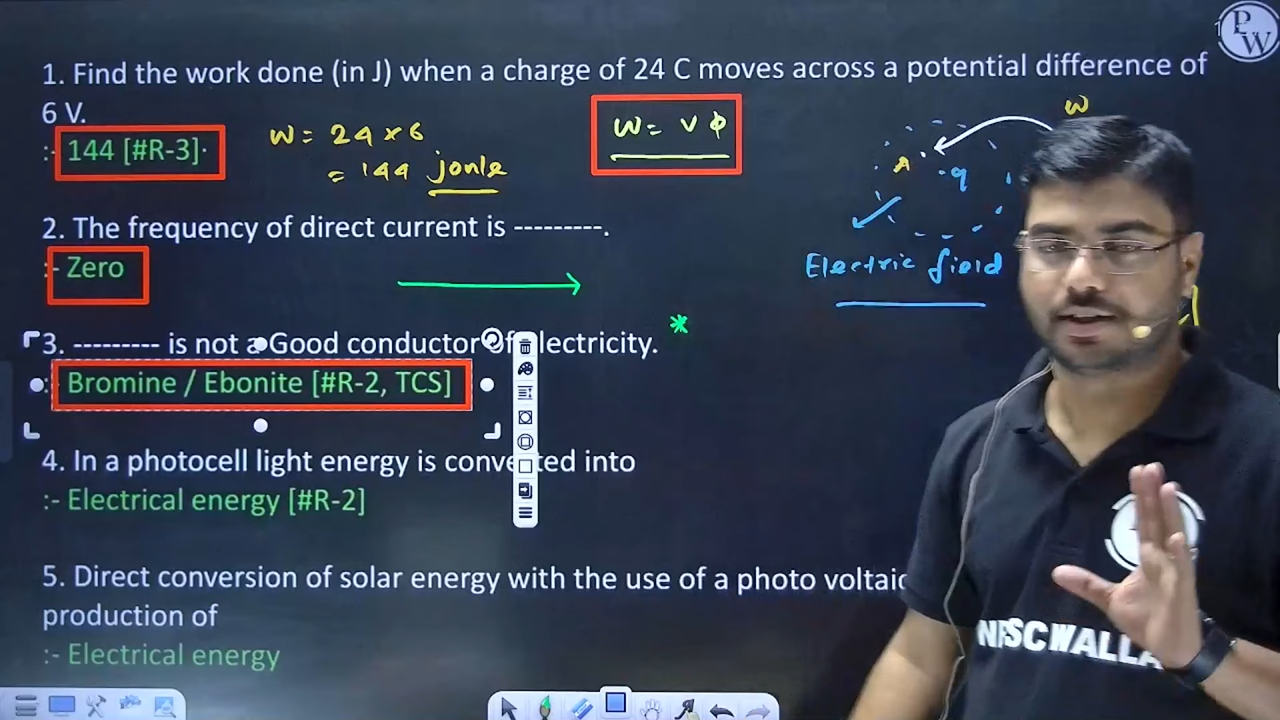 PW
1. Find the work done (in J) when a charge of 24 C moves across a potential difference of
6 V.
:- 144 [#R-3]
W = 24 × 6
= 144 joule
W = V ϕ
W
A
q
Electric field
2. The frequency of direct current is ---------.
:- Zero
3. --------- is not a Good conductor of electricity. *
:- Bromine / Ebonite [#R-2, TCS]
4. In a photocell light energy is converted into
:- Electrical energy [#R-2]
5. Direct conversion of solar energy with the use of a photo voltaic
production of
:- Electrical energy
SCWALLA